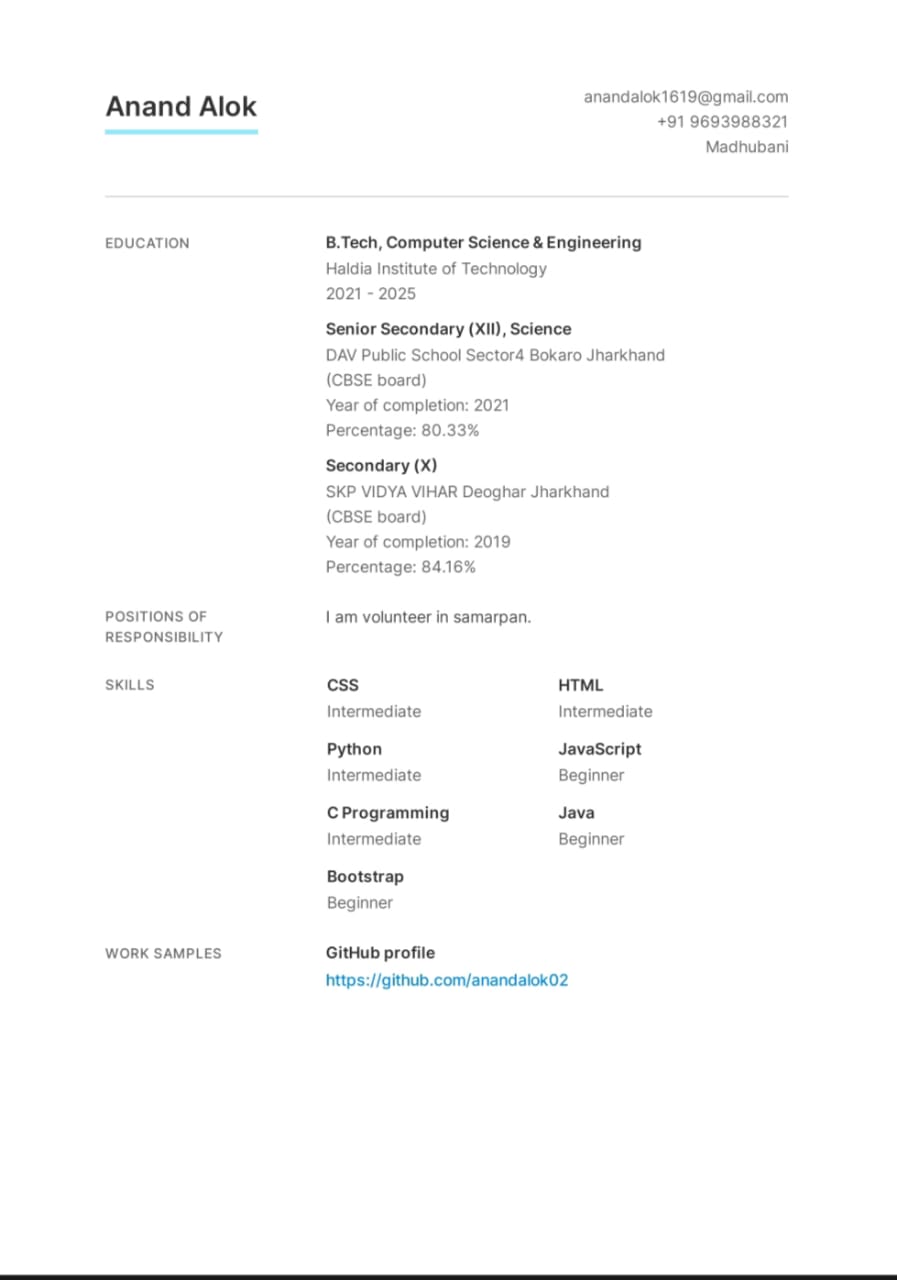 Anand Alok
anandalok1619@gmail.com
+91 9693988321
Madhubani
EDUCATION
B.Tech, Computer Science & Engineering
Haldia Institute of Technology
2021 - 2025
Senior Secondary (XII), Science
DAV Public School Sector4 Bokaro Jharkhand
(CBSE board)
Year of completion: 2021
Percentage: 80.33%
Secondary (X)
SKP VIDYA VIHAR Deoghar Jharkhand
(CBSE board)
Year of completion: 2019
Percentage: 84.16%
POSITIONS OF
RESPONSIBILITY
I am volunteer in samarpan.
SKILLS
CSS
Intermediate
HTML
Intermediate
Python
Intermediate
JavaScript
Beginner
C Programming
Intermediate
Java
Beginner
Bootstrap
Beginner
WORK SAMPLES
GitHub profile
https://github.com/anandalok02